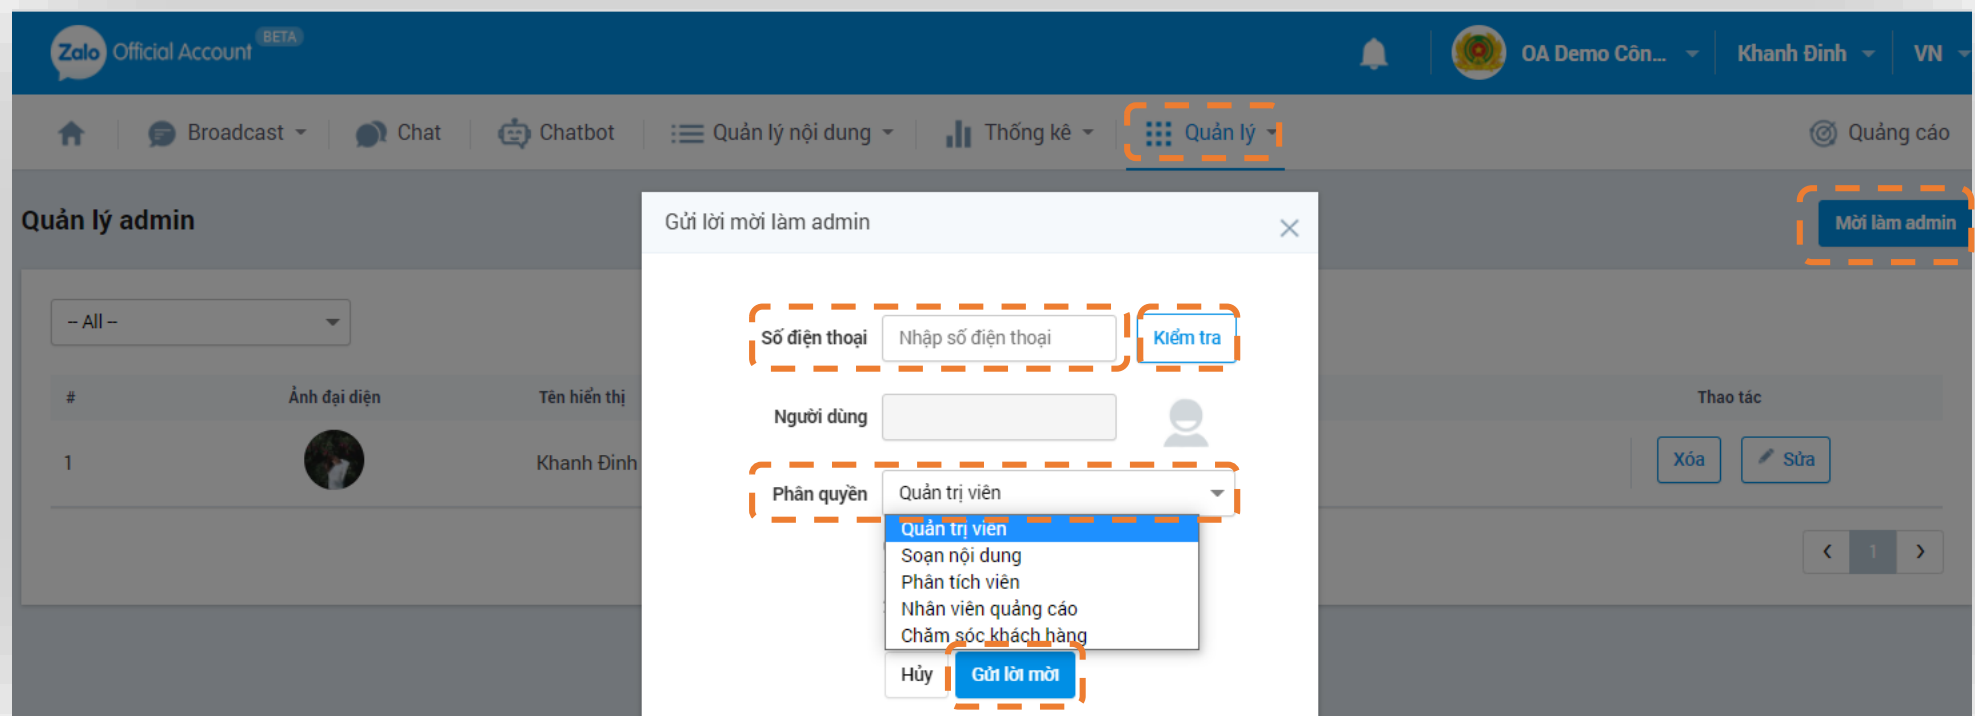 Zalo Official Account BETA
OA Demo Côn... Khanh Đinh VN
Broadcast Chat Chatbot Quản lý nội dung Thống kê Quản lý Quảng cáo
Quản lý admin
Mời làm admin
Gửi lời mời làm admin
-- All --
Số điện thoại Nhập số điện thoại Kiểm tra
# Ảnh đại diện Tên hiển thị Thao tác
Người dùng
1 Khanh Đinh Xóa Sửa
Phân quyền Quản trị viên
Quản trị viên
Soạn nội dung
Phân tích viên
Nhân viên quảng cáo
Chăm sóc khách hàng
1
Hủy Gửi lời mời